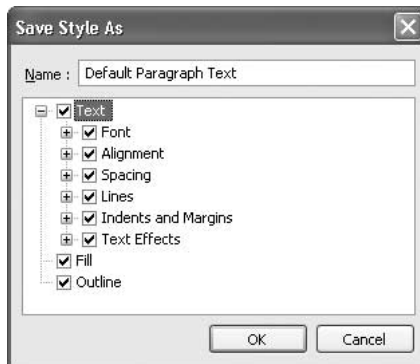 Save Style As
Name : Default Paragraph Text
Text
Font
Alignment
Spacing
Lines
Indents and Margins
Text Effects
Fill
Outline
OK Cancel